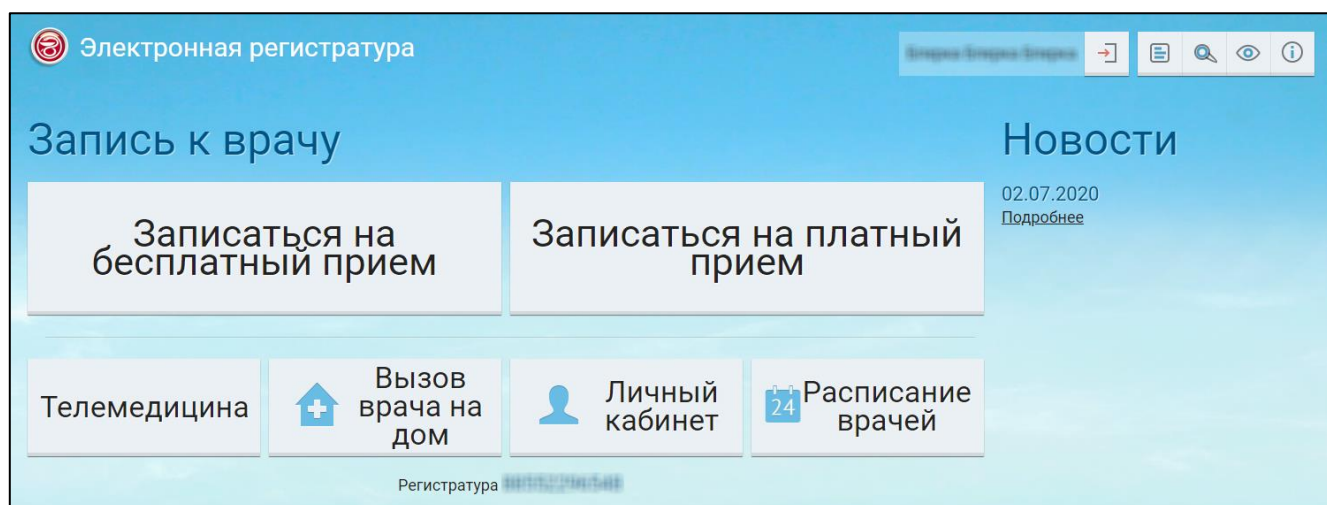 Электронная регистратура
Запись к врачу
Новости
Записаться на
бесплатный прием
Записаться на платный
прием
02.07.2020
Подробнее
Телемедицина
Вызов
врача на
дом
Личный
кабинет
24
Расписание
врачей
Регистратура